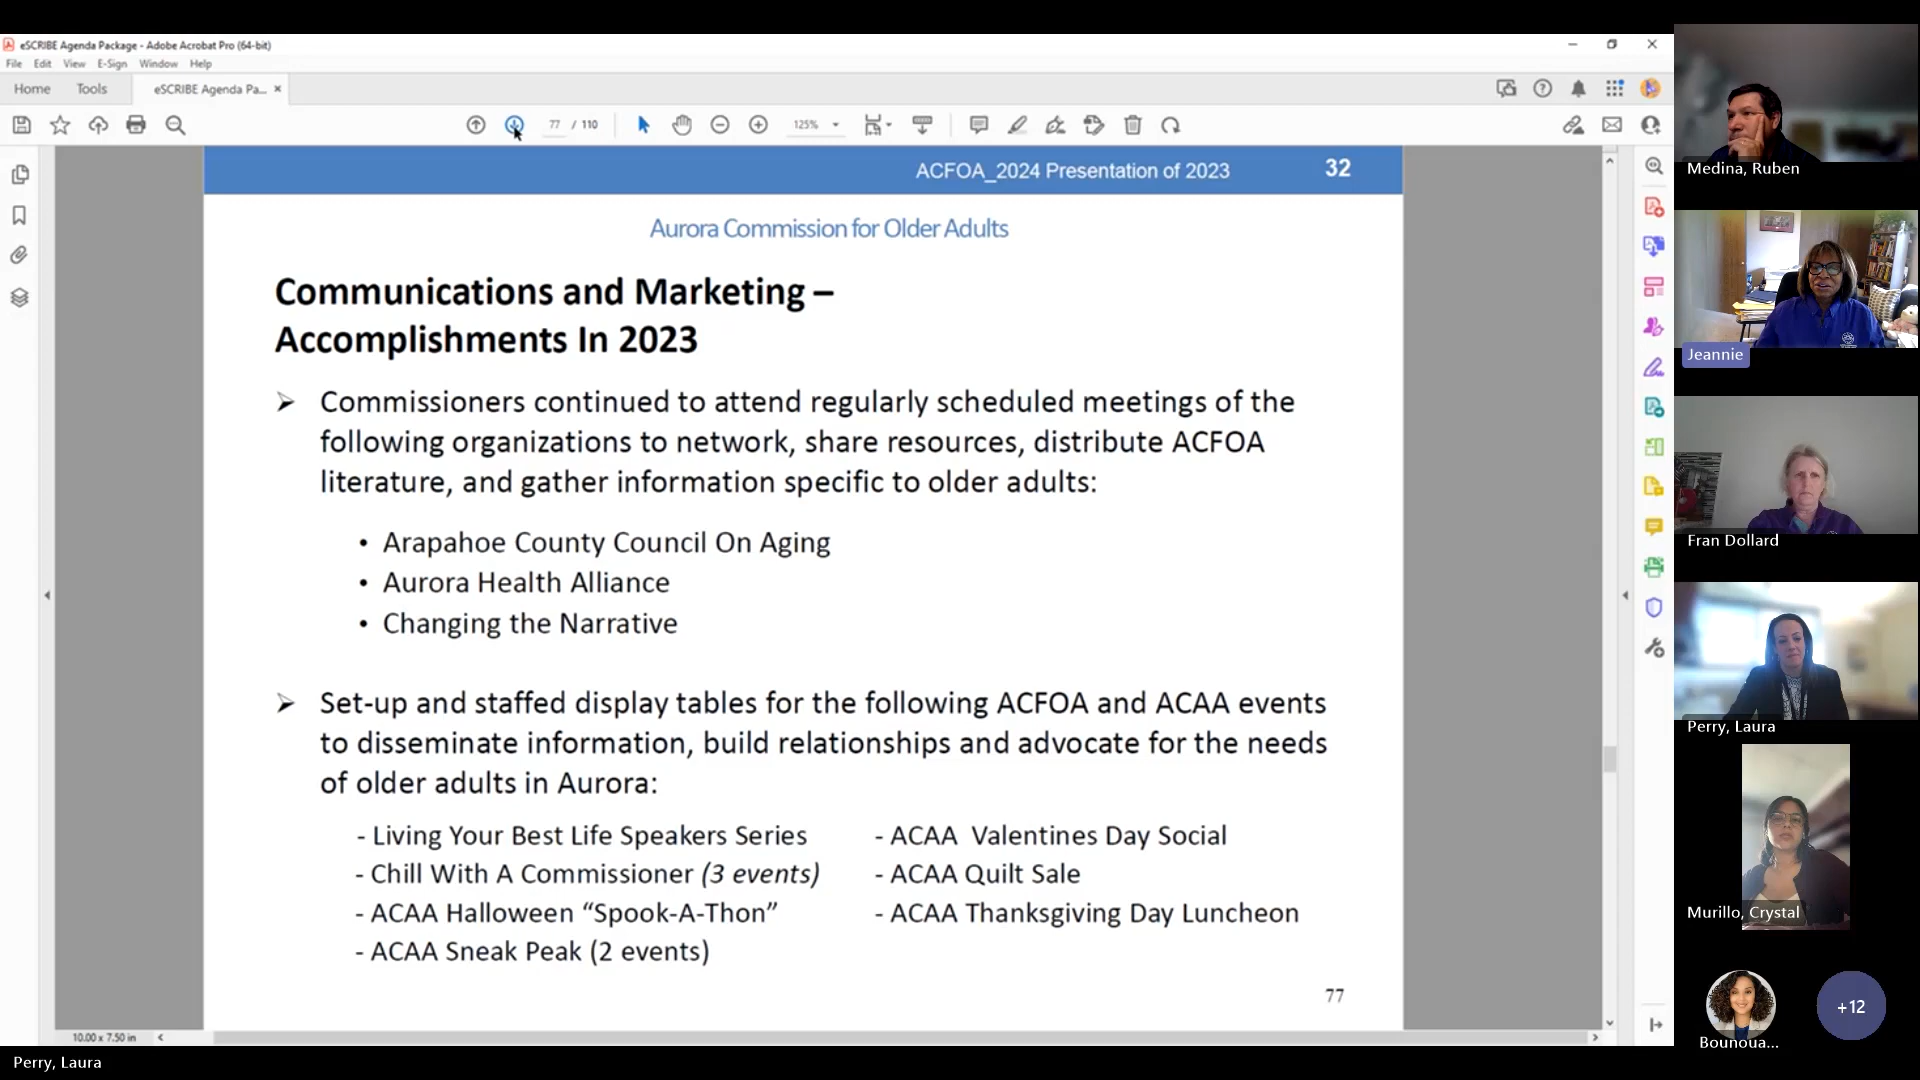 eSCRIBE Agenda Package - Adobe Acrobat Pro (64-bit)
File Edit View E-Sign Window Help
Home Tools eSCRIBE Agenda Pa... ×
77 / 110 125%
ACFOA_2024 Presentation of 2023 32
Aurora Commission for Older Adults
Communications and Marketing –
Accomplishments In 2023
➢ Commissioners continued to attend regularly scheduled meetings of the
following organizations to network, share resources, distribute ACFOA
literature, and gather information specific to older adults:
• Arapahoe County Council On Aging
• Aurora Health Alliance
• Changing the Narrative
➢ Set-up and staffed display tables for the following ACFOA and ACAA events
to disseminate information, build relationships and advocate for the needs
of older adults in Aurora:
- Living Your Best Life Speakers Series
- Chill With A Commissioner (3 events)
- ACAA Halloween “Spook-A-Thon”
- ACAA Sneak Peak (2 events)
- ACAA Valentines Day Social
- ACAA Quilt Sale
- ACAA Thanksgiving Day Luncheon
77
10.00 x 7.50 in
Perry, Laura
Medina, Ruben
Jeannie
Fran Dollard
Perry, Laura
Murillo, Crystal
Bounoua...
+12